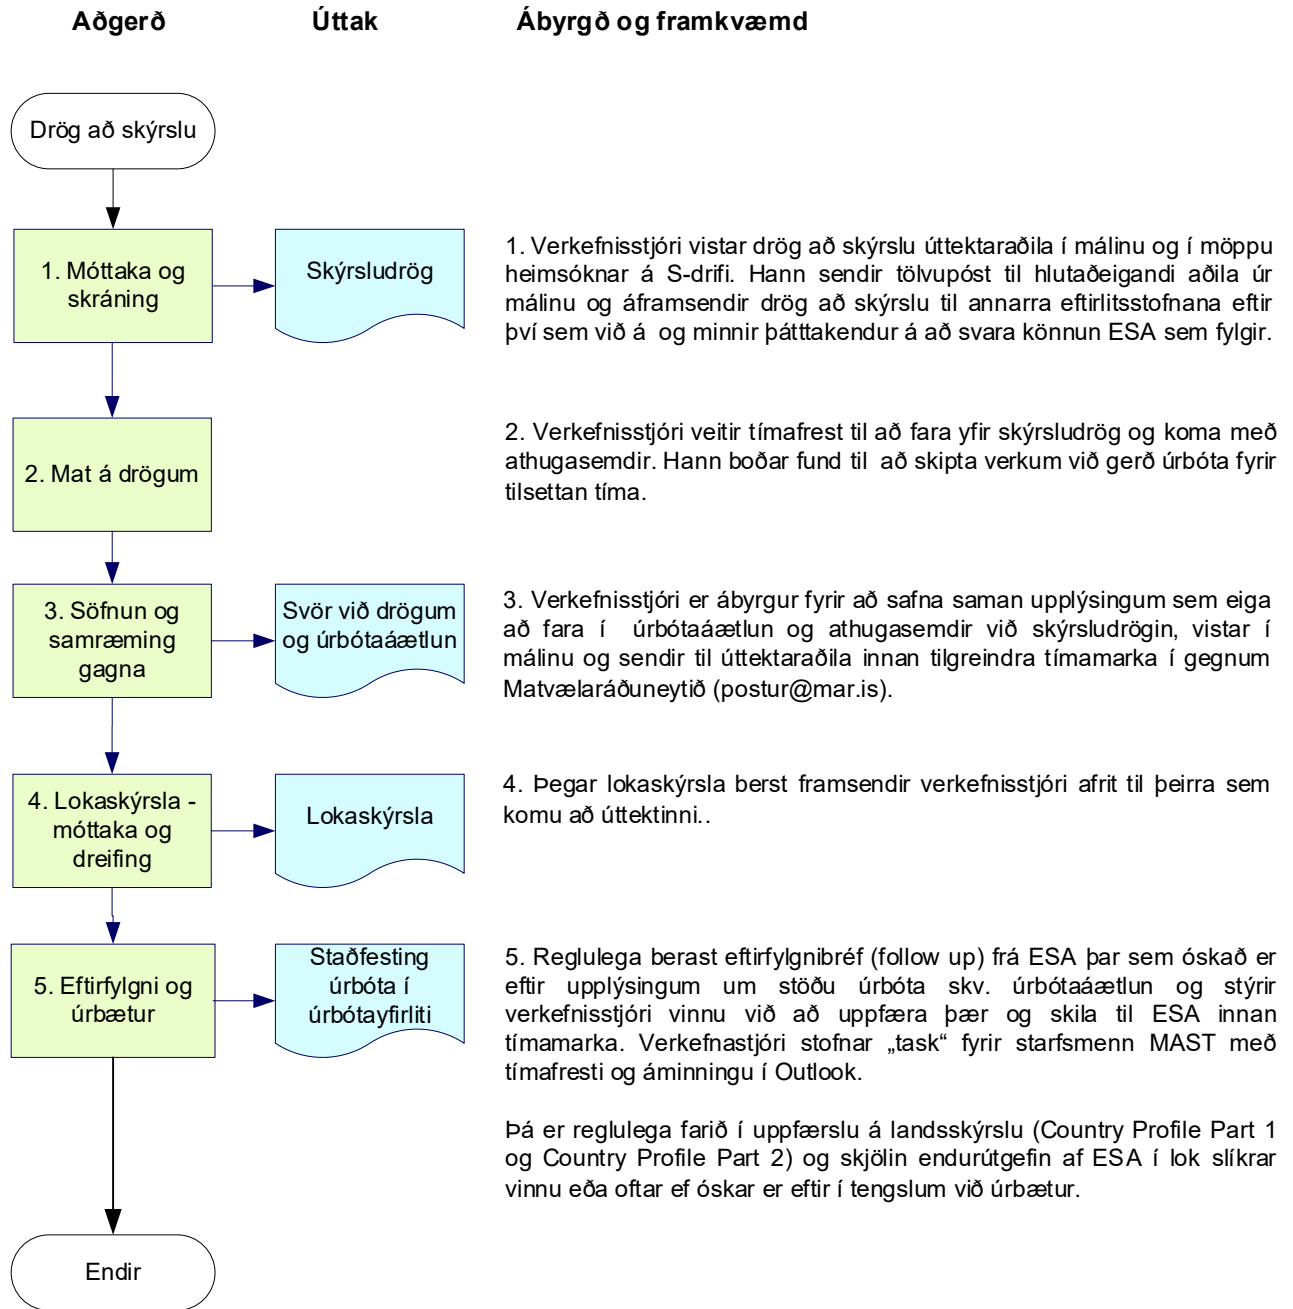 Aðgerð
Úttak
Ábyrgð og framkvæmd
Drög að skýrslu
1. Móttaka og
skráning
Skýrsludrög
1. Verkefnisstjóri vistar drög að skýrslu úttektaraðila í málinu og í möppu
heimsóknar á S-drifi. Hann sendir tölvupóst til hlutaðeigandi aðila úr
málinu og áframsendir drög að skýrslu til annarra eftirlitsstofnana eftir
því sem við á  og minnir þátttakendur á að svara könnun ESA sem fylgir.
2. Mat á drögum
2. Verkefnisstjóri veitir tímafrest til að fara yfir skýrsludrög og koma með
athugasemdir. Hann boðar fund til  að skipta verkum við gerð úrbóta fyrir
tilsettan tíma.
3. Söfnun og
samræming
gagna
Svör við drögum
og úrbótaáætlun
3. Verkefnisstjóri er ábyrgur fyrir að safna saman upplýsingum sem eiga
að fara í  úrbótaáætlun og athugasemdir við skýrsludrögin, vistar í
málinu og sendir til úttektaraðila innan tilgreindra tímamarka í gegnum
Matvælaráðuneytið (postur@mar.is).
4. Lokaskýrsla -
móttaka og
dreifing
Lokaskýrsla
4. Þegar lokaskýrsla berst framsendir verkefnisstjóri afrit til þeirra sem
komu að úttektinni..
5. Eftirfylgni og
úrbætur
Staðfesting
úrbóta í
úrbótayfirliti
5. Reglulega berast eftirfylgnibréf (follow up) frá ESA þar sem óskað er
eftir upplýsingum um stöðu úrbóta skv. úrbótaáætlun og stýrir
verkefnisstjóri vinnu við að uppfæra þær og skila til ESA innan
tímamarka. Verkefnastjóri stofnar „task“ fyrir starfsmenn MAST með
tímafresti og áminningu í Outlook.
Þá er reglulega farið í uppfærslu á landsskýrslu (Country Profile Part 1
og Country Profile Part 2) og skjölin endurútgefin af ESA í lok slíkrar
vinnu eða oftar ef óskar er eftir í tengslum við úrbætur.
Endir